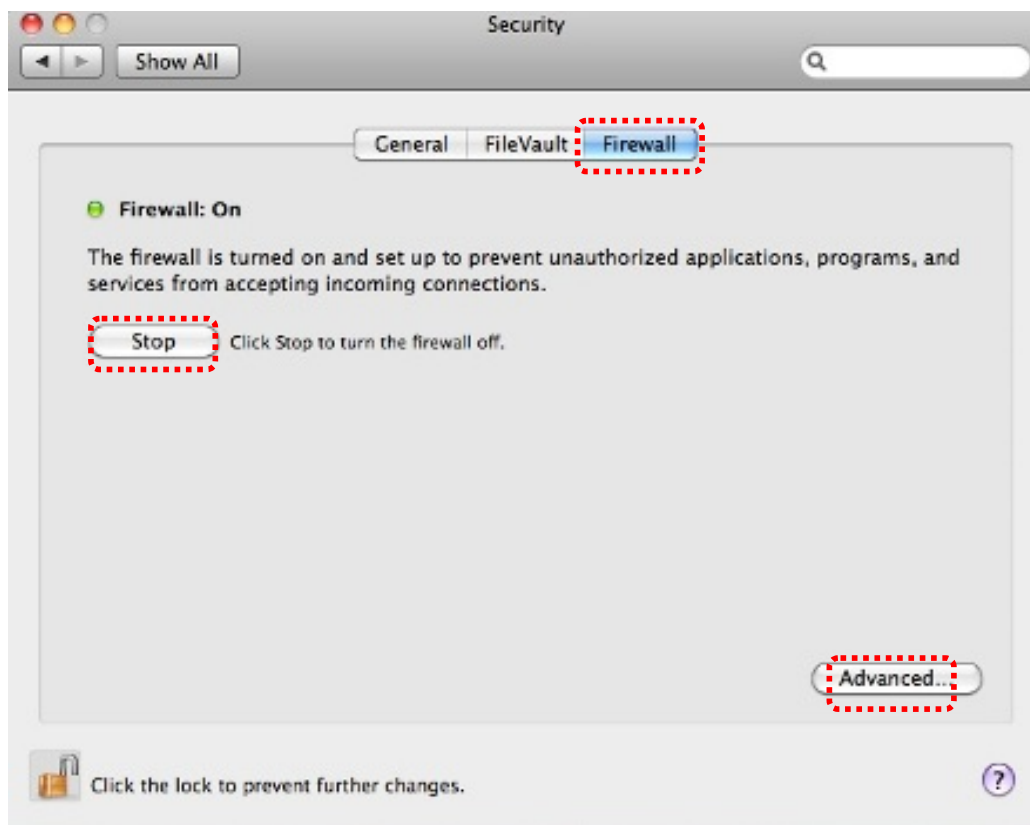 Security
Show All
General FileVault Firewall
Firewall: On
The firewall is turned on and set up to prevent unauthorized applications, programs, and
services from accepting incoming connections.
Stop Click Stop to turn the firewall off.
Advanced...
Click the lock to prevent further changes.
?